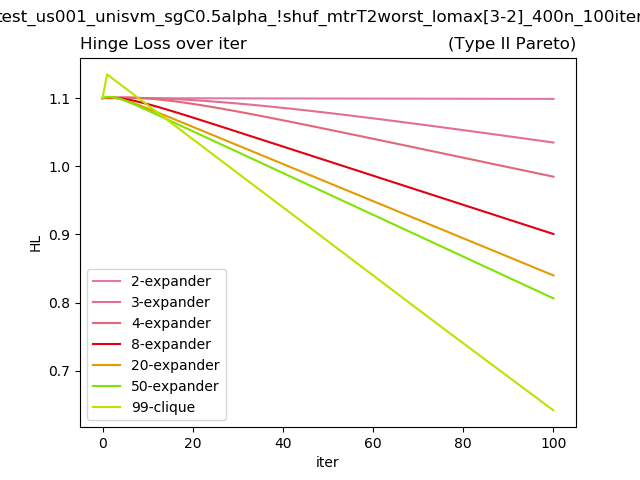 test_us001_unisvm_sgC0.5alpha_!shuf_mtrT2worst_lomax[3-2]_400n_100iter
Hinge Loss over iter (Type II Pareto)
1.1
1.0
0.9
0.8
0.7
HL
2-expander
3-expander
4-expander
8-expander
20-expander
50-expander
99-clique
0 20 40 60 80 100
iter